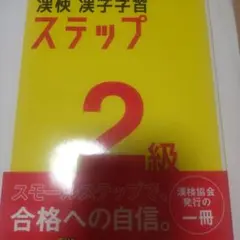 漢検 漢字学習
ステップ
2級
スモールステップで、
合格への自信。
漢検協会
発行の
一冊